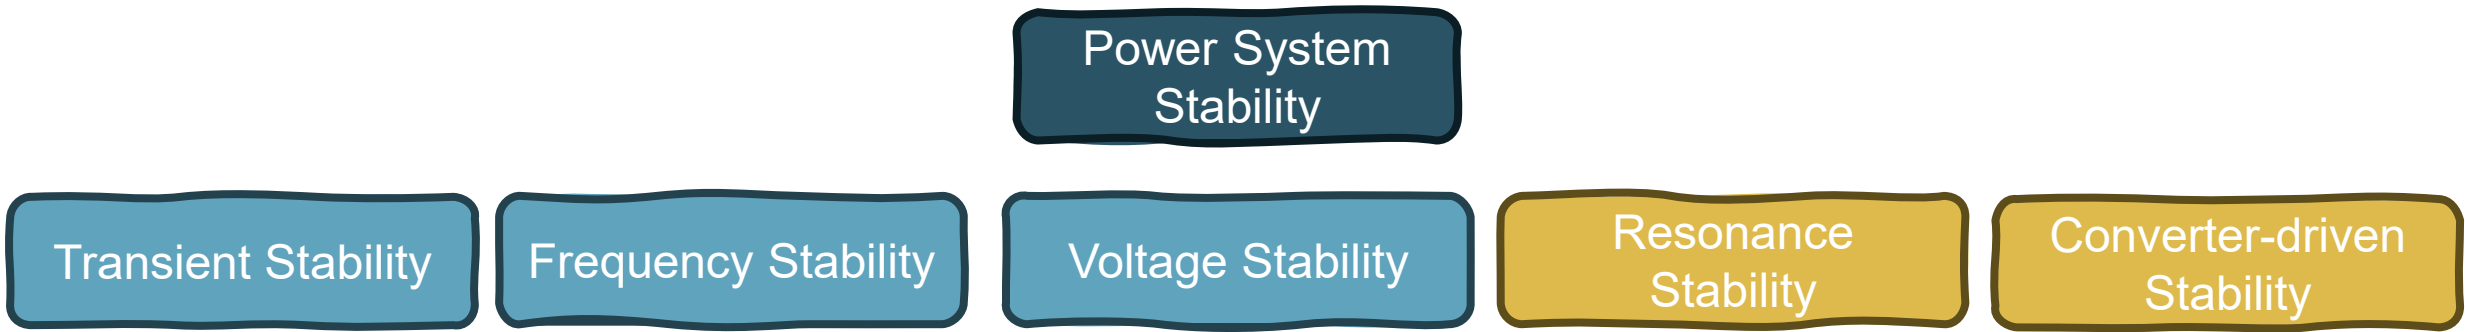 Power System
Stability
Transient Stability
Frequency Stability
Voltage Stability
Resonance
Stability
Converter-driven
Stability